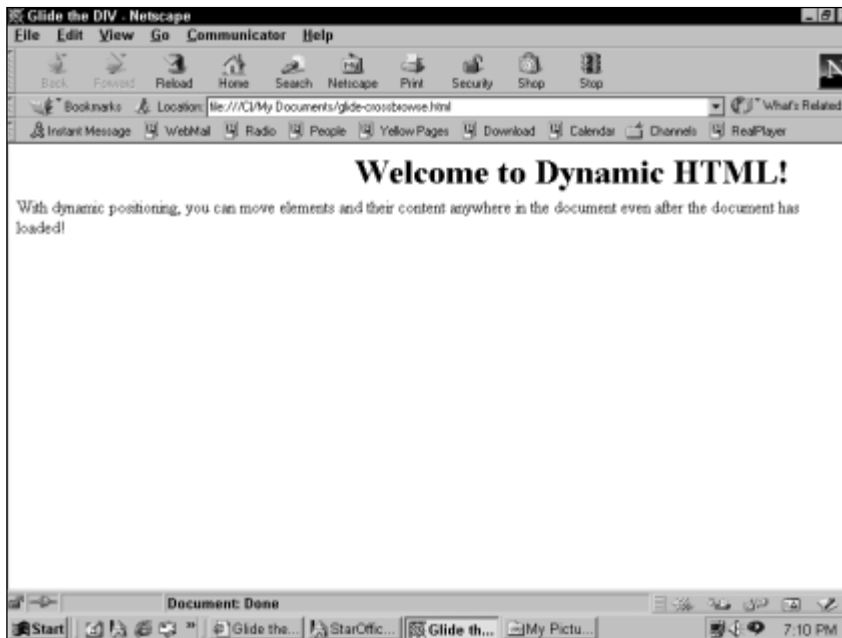 Glide the DIV - Netscape
File Edit View Go Communicator Help
Back Forward Reload Home Search Netscape Print Security Shop Stop
N
Bookmarks Location: file:///C|/My Documents/glide-crossbrowse.html What's Related
Instant Message WebMail Radio People Yellow Pages Download Calendar Channels RealPlayer
Welcome to Dynamic HTML!
With dynamic positioning, you can move elements and their content anywhere in the document even after the document has
loaded!
Document: Done
Start Glide the... StarOffic... Glide th... My Pictu... 7:10 PM